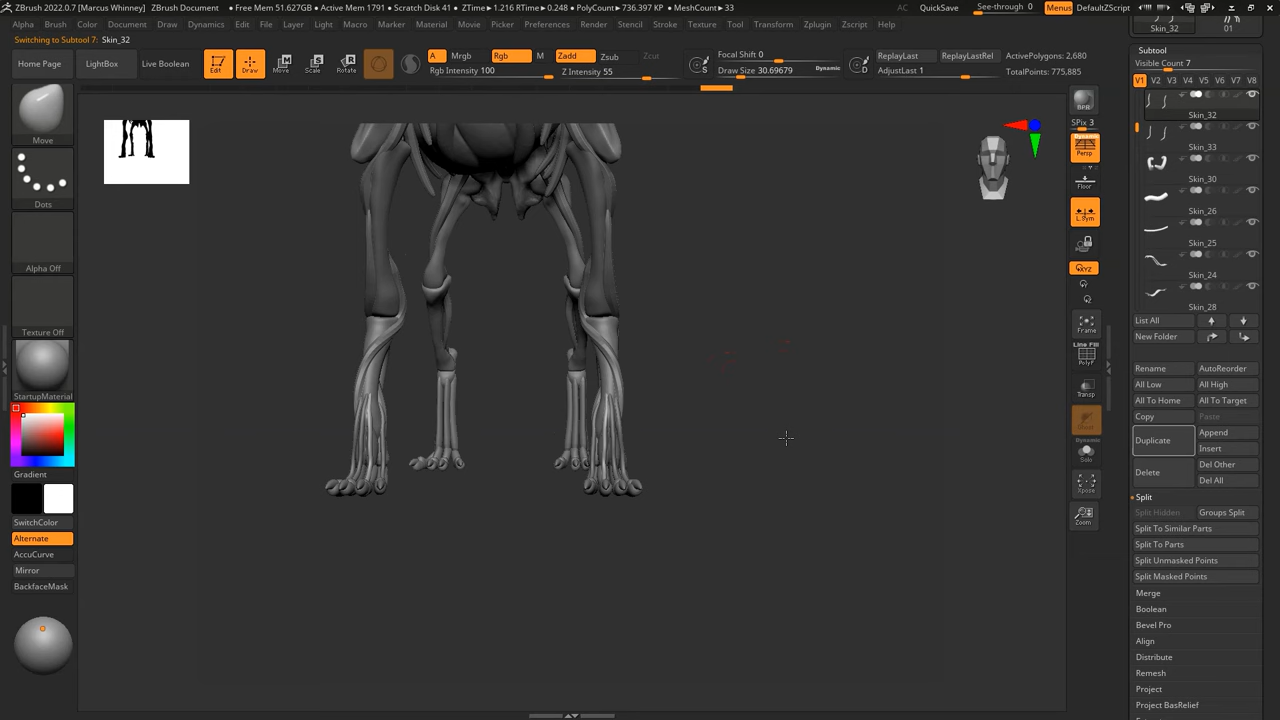 ZBrush 2022.0.7 [Marcus Whinney]   ZBrush Document   • Free Mem 51.627GB • Active Mem 1791 • Scratch Disk 41 • ZTime►1.216 RTime►0.248 • PolyCount► 736.397 KP • MeshCount► 33
AC QuickSave See-through 0 Menus DefaultZScript
Alpha Brush Color Document Draw Dynamics Edit File Layer Light Macro Marker Material Movie Picker Preferences Render Stencil Stroke Texture Tool Transform Zplugin Zscript Help
Switching to Subtool 7: Skin_32
Home Page LightBox Live Boolean Edit Draw Move Scale Rotate
A Mrgb Rgb M Zadd Zsub Zcut
Rgb Intensity 100 Z Intensity 55
Focal Shift 0
Draw Size 30.69679 Dynamic
S D
ReplayLast ReplayLastRel
AdjustLast 1
ActivePolygons: 2,680
TotalPoints: 775,885
Move
Dots
Alpha Off
Texture Off
StartupMaterial
Gradient
SwitchColor
Alternate
AccuCurve
Mirror
BackfaceMask
BPR
SPix 3
Dynamic
Persp
Floor
L.Sym
XYZ
Frame
Line Fill
PolyF
Transp
Ghost
Dynamic
Solo
Xpose
Zoom
Skin_32 01
Subtool
Visible Count 7
V1 V2 V3 V4 V5 V6 V7 V8
Skin_32
Skin_33
Skin_30
Skin_26
Skin_25
Skin_24
Skin_28
List All
New Folder
Rename AutoReorder
All Low All High
All To Home All To Target
Copy Paste
Duplicate Append
Insert
Delete Del Other
Del All
Split
Split Hidden Groups Split
Split To Similar Parts
Split To Parts
Split Unmasked Points
Split Masked Points
Merge
Boolean
Bevel Pro
Align
Distribute
Remesh
Project
Project BasRelief